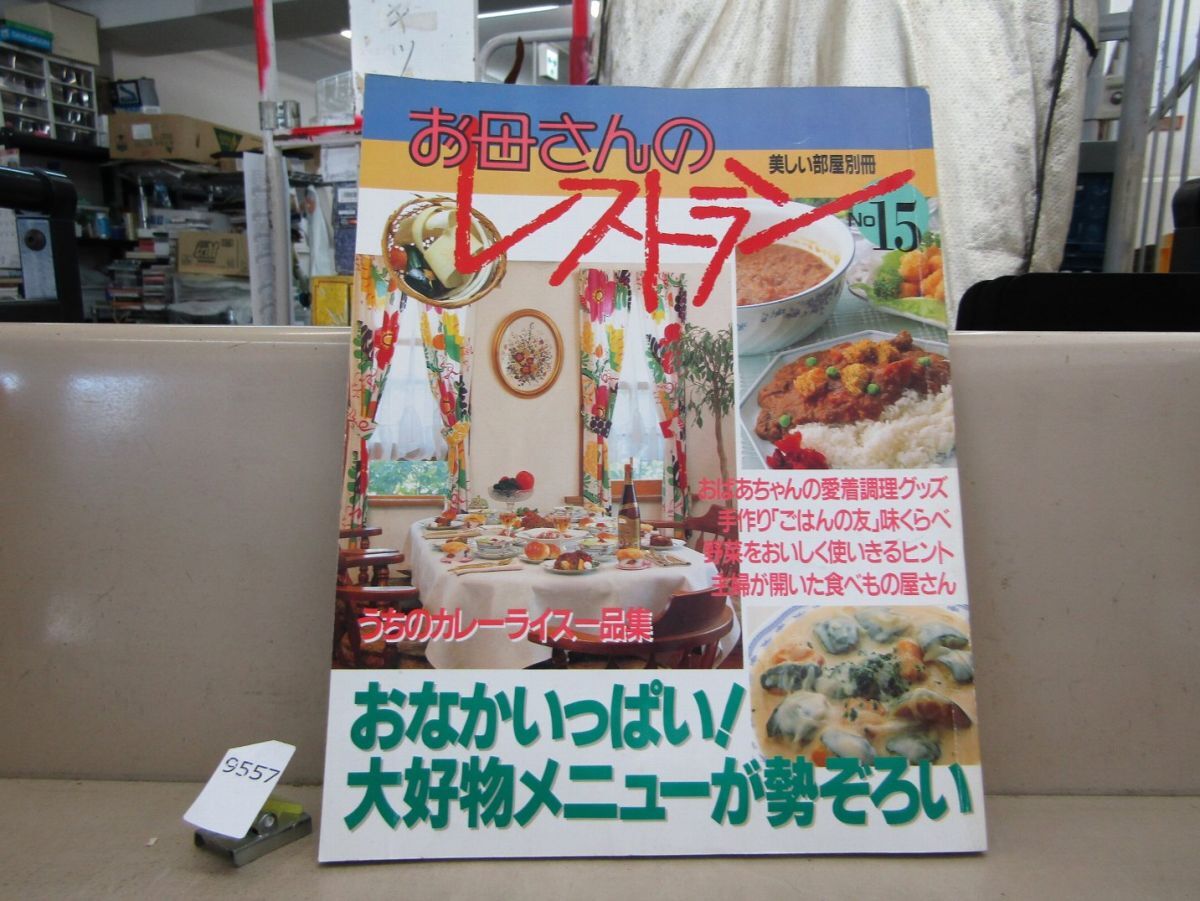 お母さんの
レストラン
美しい部屋別冊
No15
おばあちゃんの愛着調理グッズ
手作り「ごはんの友」味くらべ
野菜をおいしく使いきるヒント
主婦が開いた食べもの屋さん
うちのカレーライス一品集
おなかいっぱい!
大好物メニューが勢ぞろい
9557